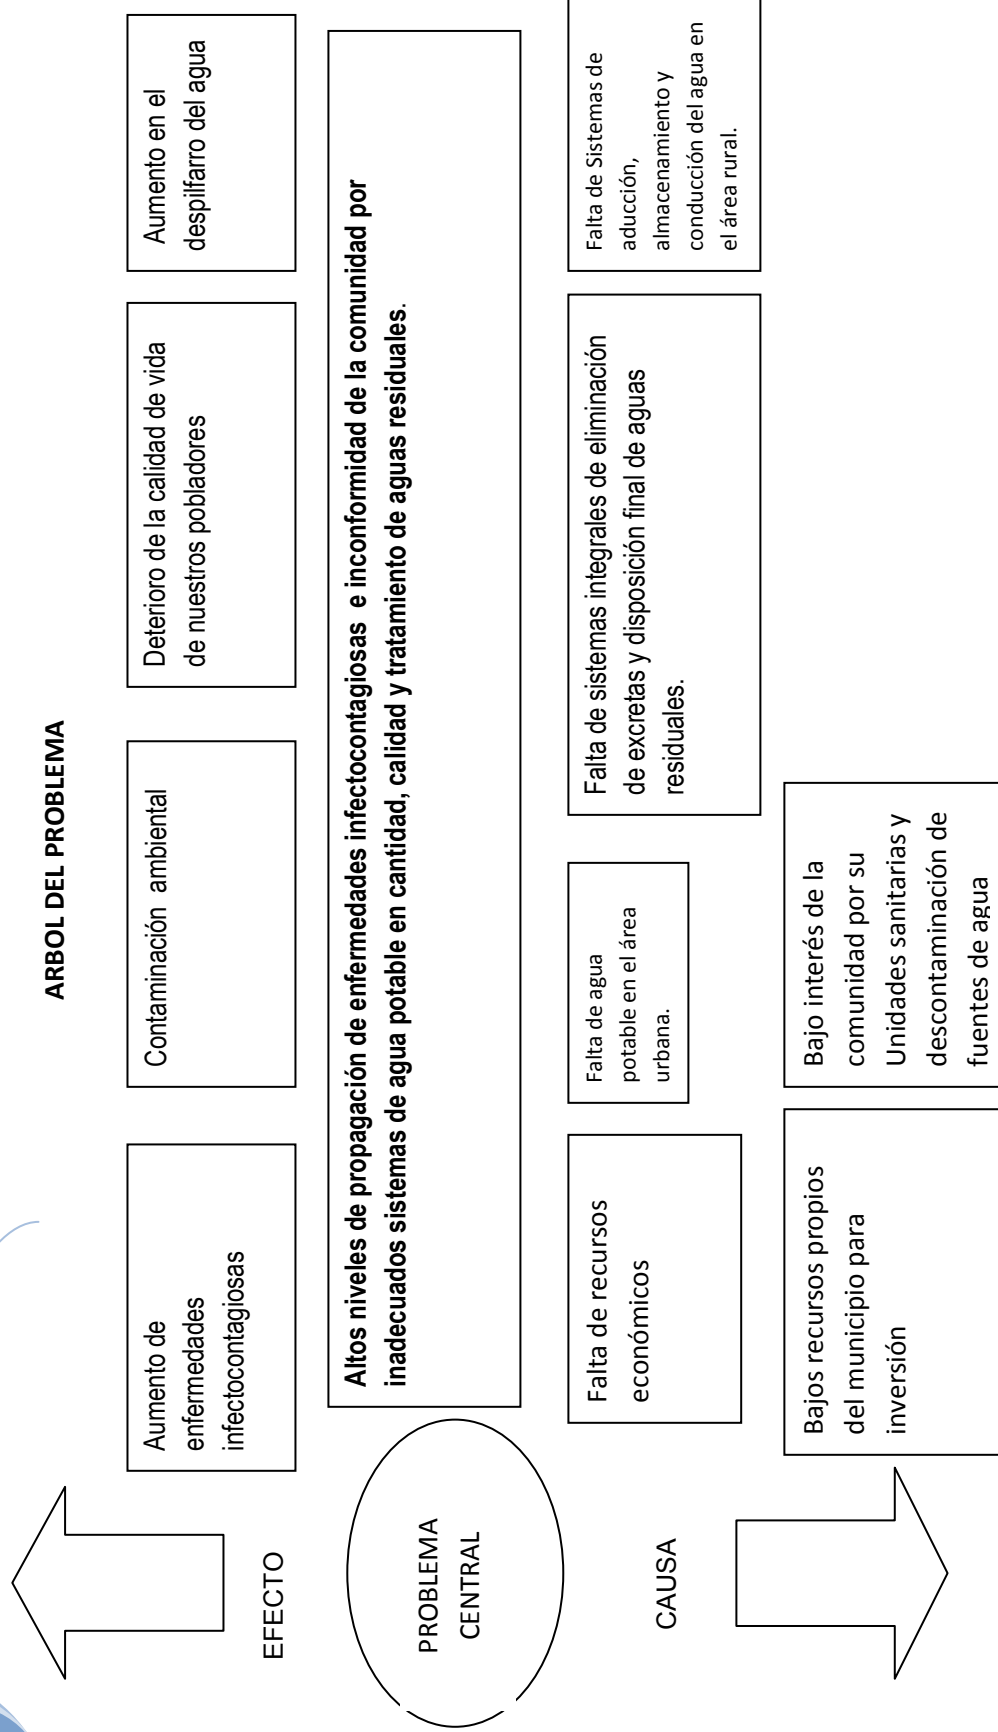 ARBOL DEL PROBLEMA
EFECTO
Aumento de
enfermedades
infectocontagiosas
Contaminación ambiental
Deterioro de la calidad de vida
de nuestros pobladores
Aumento en el
despilfarro del agua
PROBLEMA
CENTRAL
Altos niveles de propagación de enfermedades infectocontagiosas e inconformidad de la comunidad por
inadecuados sistemas de agua potable en cantidad, calidad y tratamiento de aguas residuales.
CAUSA
Falta de recursos
económicos
Falta de agua
potable en el área
urbana.
Falta de sistemas integrales de eliminación
de excretas y disposición final de aguas
residuales.
Falta de Sistemas de
aducción,
almacenamiento y
conducción del agua en
el área rural.
Bajos recursos propios
del municipio para
inversión
Bajo interés de la
comunidad por su
Unidades sanitarias y
descontaminación de
fuentes de agua